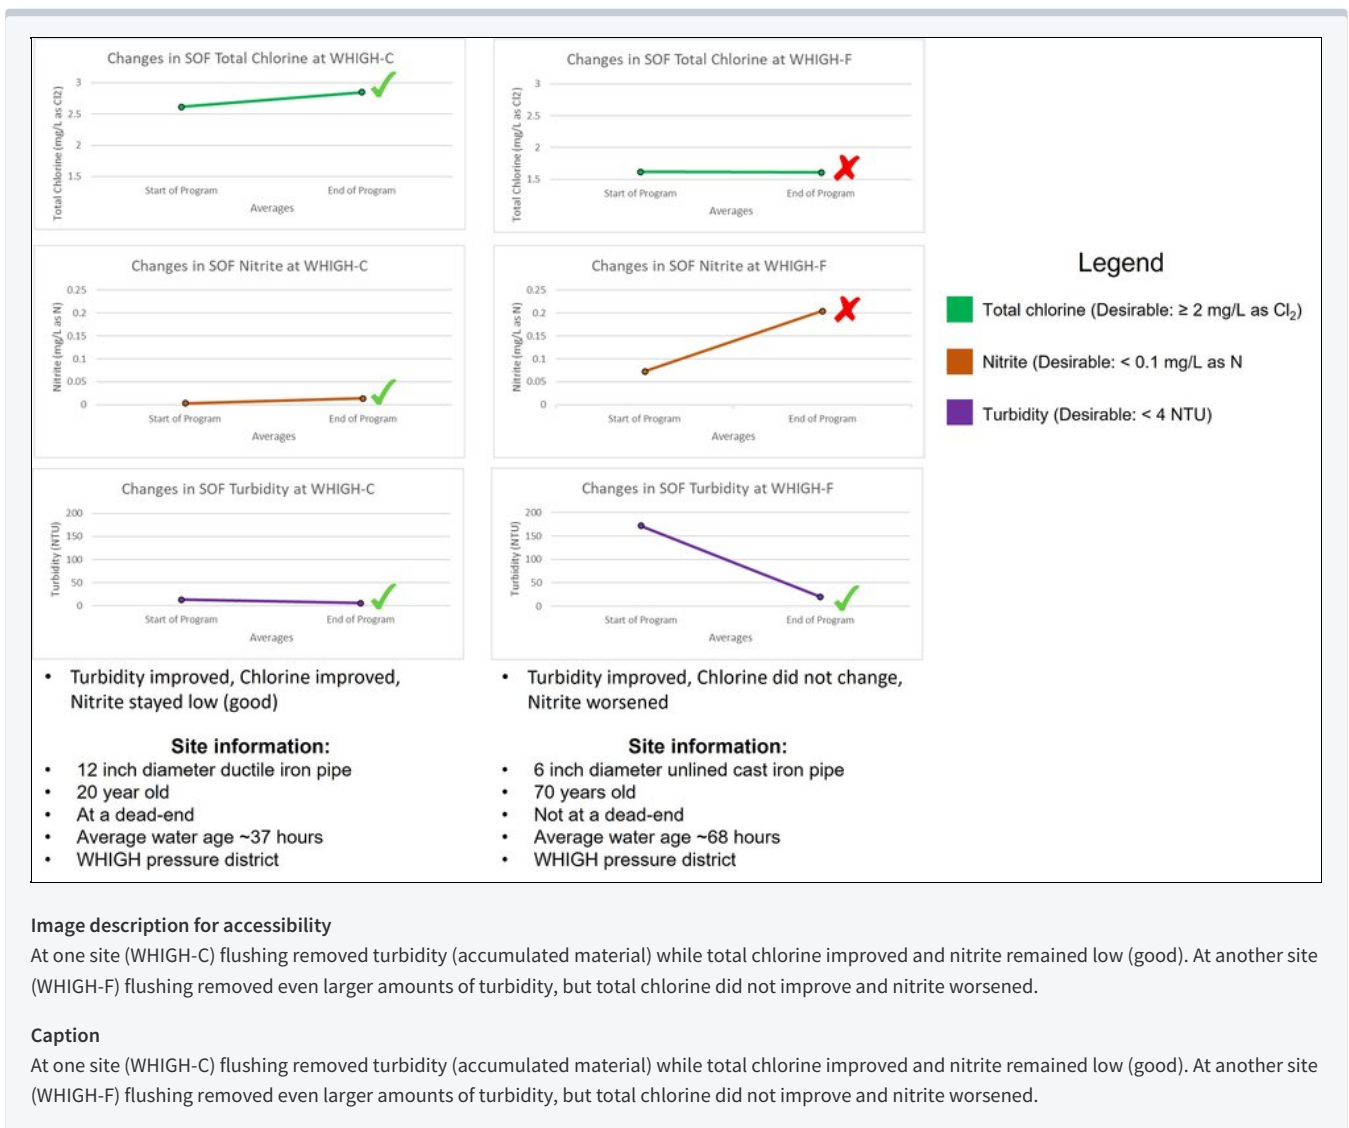 Changes in SOF Total Chlorine at WHIGH-C
Total Chlorine (mg/L as Cl2)
3
2.5
2
1.5
Start of Program
End of Program
Averages
Changes in SOF Total Chlorine at WHIGH-F
Total Chlorine (mg/L as Cl2)
3
2.5
2
1.5
Start of Program
End of Program
Averages
Changes in SOF Nitrite at WHIGH-C
Nitrite (mg/L as N)
0.25
0.2
0.15
0.1
0.05
0
Start of Program
End of Program
Averages
Changes in SOF Nitrite at WHIGH-F
Nitrite (mg/L as N)
0.25
0.2
0.15
0.1
0.05
0
Start of Program
End of Program
Averages
Legend
Total chlorine (Desirable: ≥ 2 mg/L as Cl₂)
Nitrite (Desirable: < 0.1 mg/L as N
Turbidity (Desirable: < 4 NTU)
Changes in SOF Turbidity at WHIGH-C
Turbidity (NTU)
200
150
100
50
0
Start of Program
End of Program
Averages
Changes in SOF Turbidity at WHIGH-F
Turbidity (NTU)
200
150
100
50
0
Start of Program
End of Program
Averages
• Turbidity improved, Chlorine improved,
Nitrite stayed low (good)
Site information:
• 12 inch diameter ductile iron pipe
• 20 year old
• At a dead-end
• Average water age ~37 hours
• WHIGH pressure district
• Turbidity improved, Chlorine did not change,
Nitrite worsened
Site information:
• 6 inch diameter unlined cast iron pipe
• 70 years old
• Not at a dead-end
• Average water age ~68 hours
• WHIGH pressure district
Image description for accessibility
At one site (WHIGH-C) flushing removed turbidity (accumulated material) while total chlorine improved and nitrite remained low (good). At another site
(WHIGH-F) flushing removed even larger amounts of turbidity, but total chlorine did not improve and nitrite worsened.
Caption
At one site (WHIGH-C) flushing removed turbidity (accumulated material) while total chlorine improved and nitrite remained low (good). At another site
(WHIGH-F) flushing removed even larger amounts of turbidity, but total chlorine did not improve and nitrite worsened.